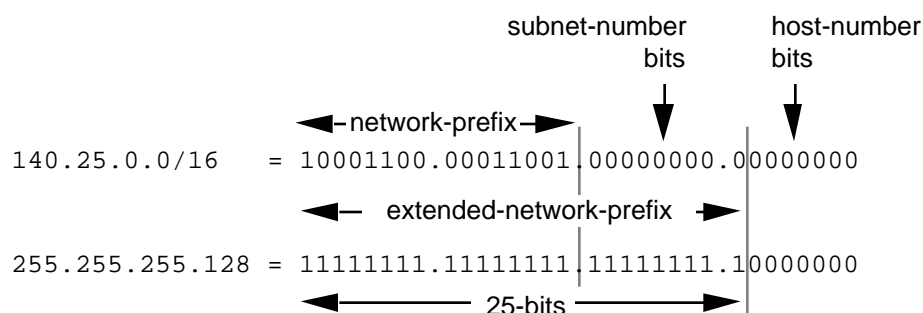 subnet-number bits
host-number bits
network-prefix
140.25.0.0/16 = 10001100.00011001.00000000.00000000
extended-network-prefix
255.255.255.128 = 11111111.11111111.11111111.10000000
25-bits